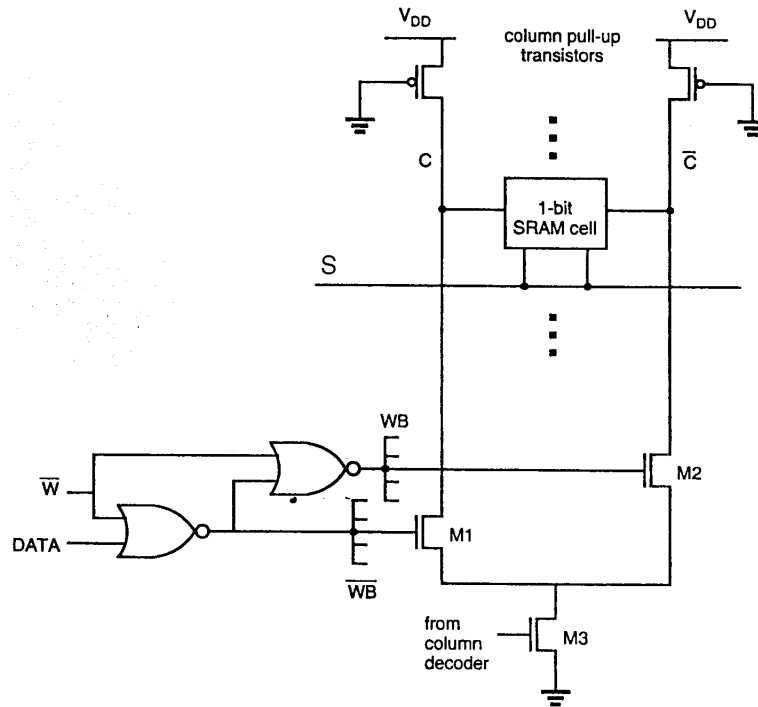 V_DD
column pull-up
transistors
V_DD
C
C̅
1-bit
SRAM cell
S
WB
W̅
M2
DATA
M1
W̅B̅
from
column
decoder
M3